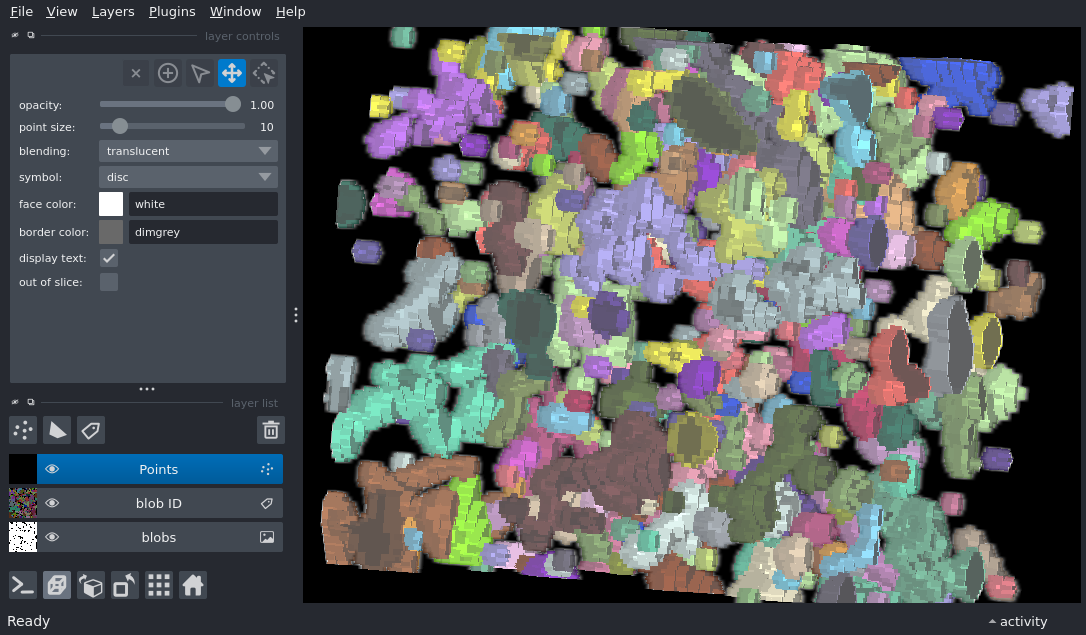 File View Layers Plugins Window Help
layer controls
opacity: 1.00
point size: 10
blending: translucent
symbol: disc
face color: white
border color: dimgrey
display text:
out of slice:
layer list
Points
blob ID
blobs
Ready activity